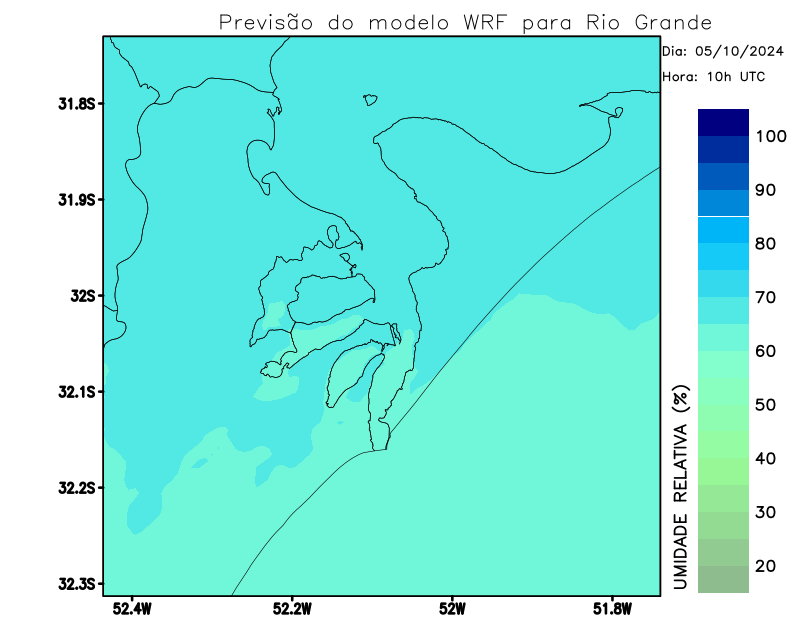 Previsão do modelo WRF para Rio Grande
Dia: 05/10/2024
Hora: 10h UTC
31.8S
31.9S
32S
32.1S
32.2S
32.3S
52.4W
52.2W
52W
51.8W
100
90
80
70
60
50
40
30
20
UMIDADE RELATIVA (%)